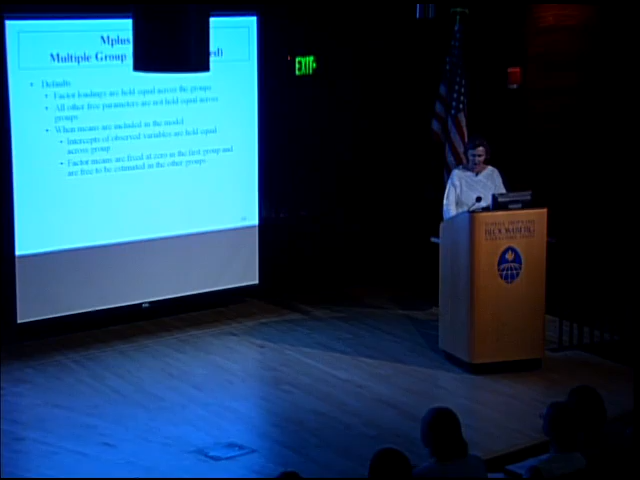 Mplus
Multiple Group ed)
• Defaults
• Factor loadings are held equal across the groups
• All other free parameters are not held equal across
groups
• When means are included in the model
• Intercepts of observed variables are held equal
across group
• Factor means are fixed at zero in the first group and
are free to be estimated in the other groups
EXIT